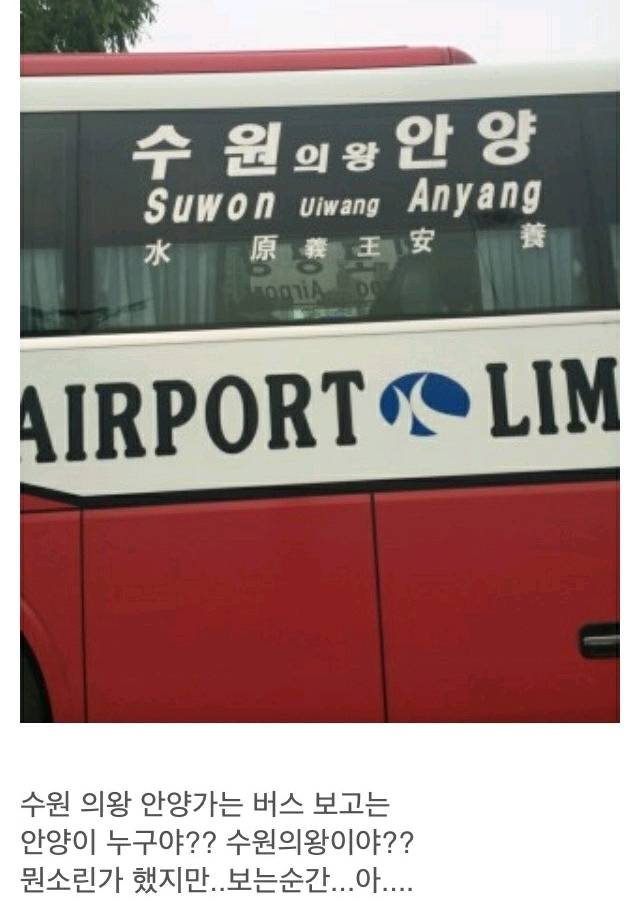 수원 의왕 안양
Suwon Uiwang Anyang
水原 義王 安養
AIRPORT LIM
수원 의왕 안양가는 버스 보고는
안양이 누구야?? 수원의왕이야??
뭔소린가 했지만..보는순간...아....